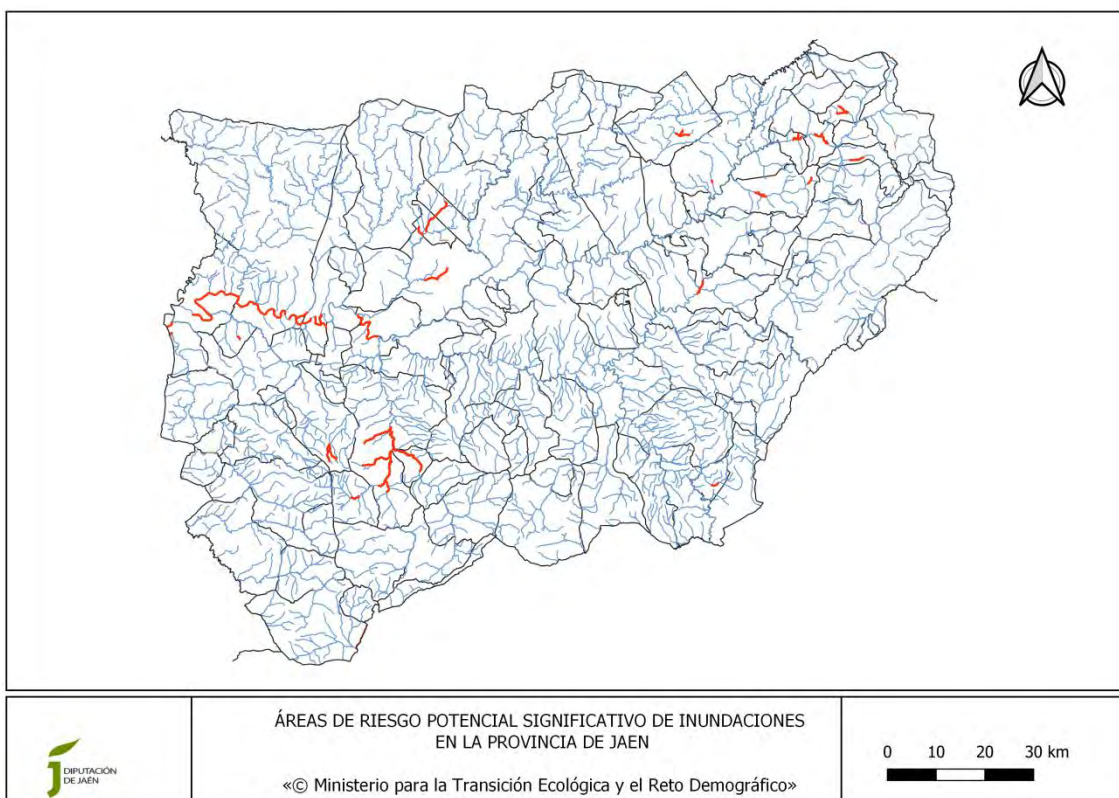 DIPUTACIÓN
DE JAÉN
ÁREAS DE RIESGO POTENCIAL SIGNIFICATIVO DE INUNDACIONES
EN LA PROVINCIA DE JAEN
«© Ministerio para la Transición Ecológica y el Reto Demográfico»
0 10 20 30 km